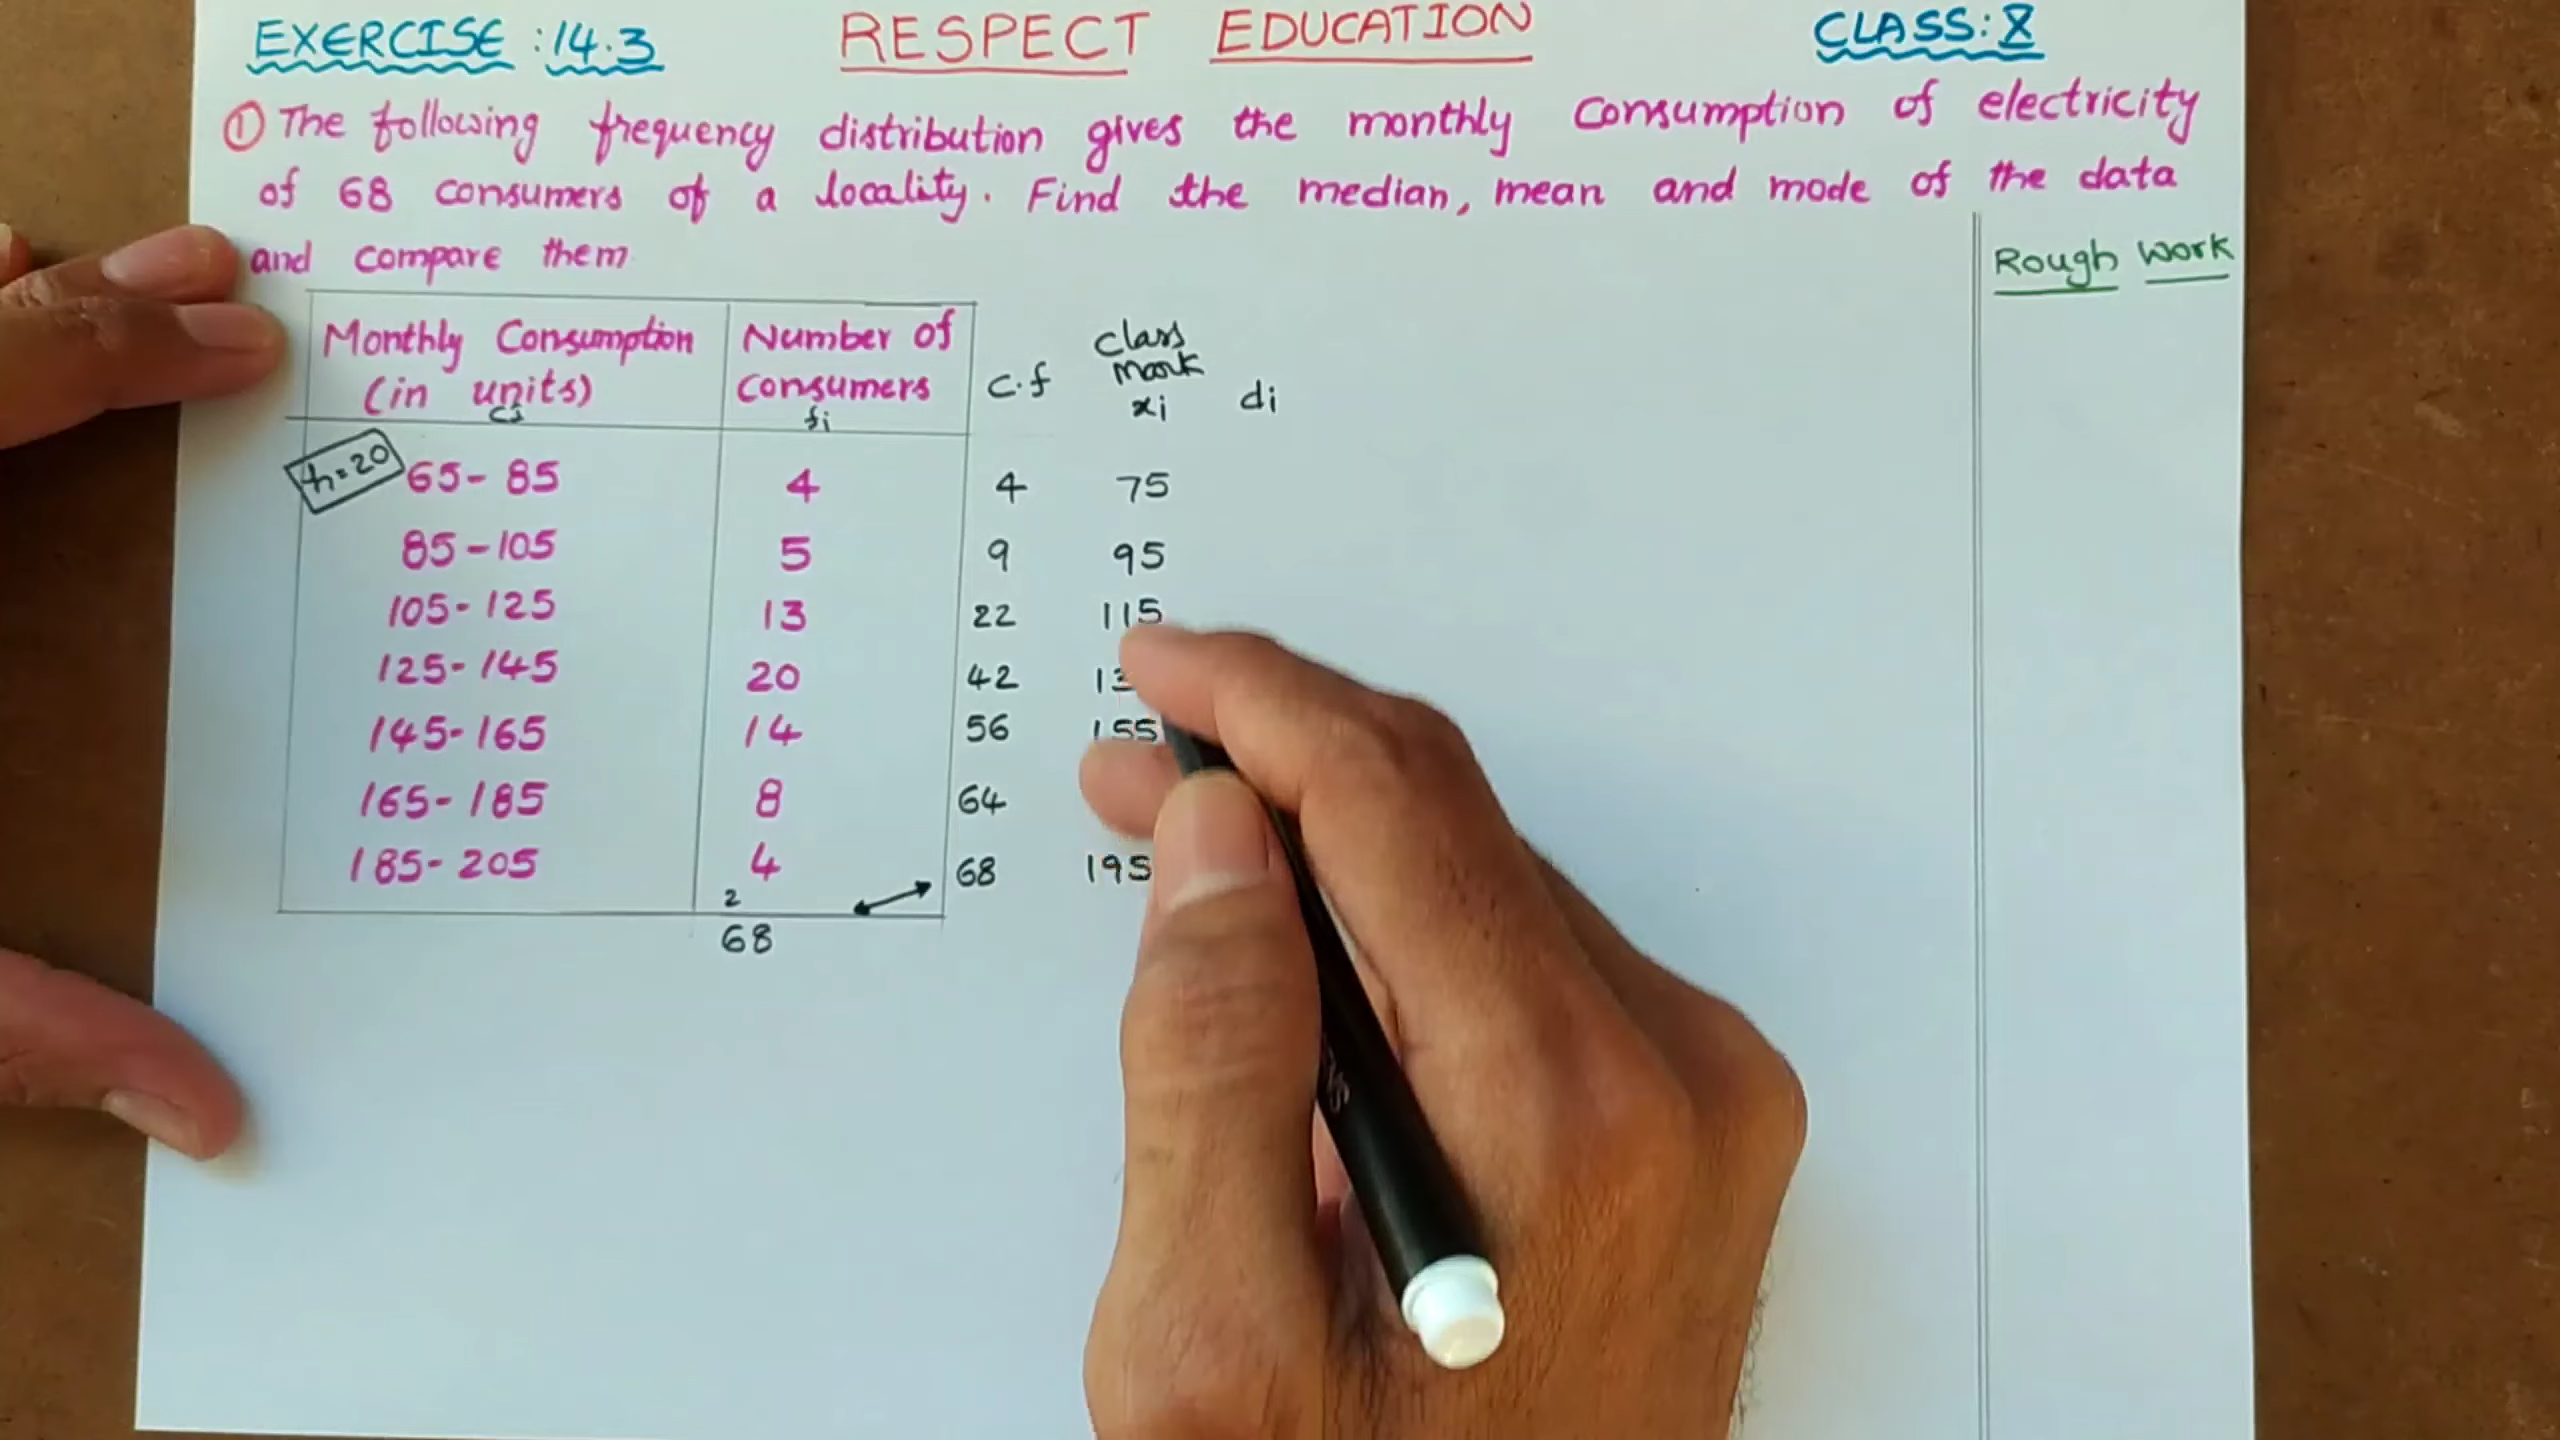 EXERCISE : 14.3 RESPECT EDUCATION CLASS: X
① The following frequency distribution gives the monthly consumption of electricity
of 68 consumers of a locality. Find the median, mean and mode of the data
and compare them
Rough Work
Monthly Consumption (in units) Number of consumers c.f class mark xi di
fi
h=20
65- 85 4 4 75
85-105 5 9 95
105-125 13 22 115
125-145 20 42
145-165 14 56 155
165-185 8 64
185-205 4 68 195
2
68